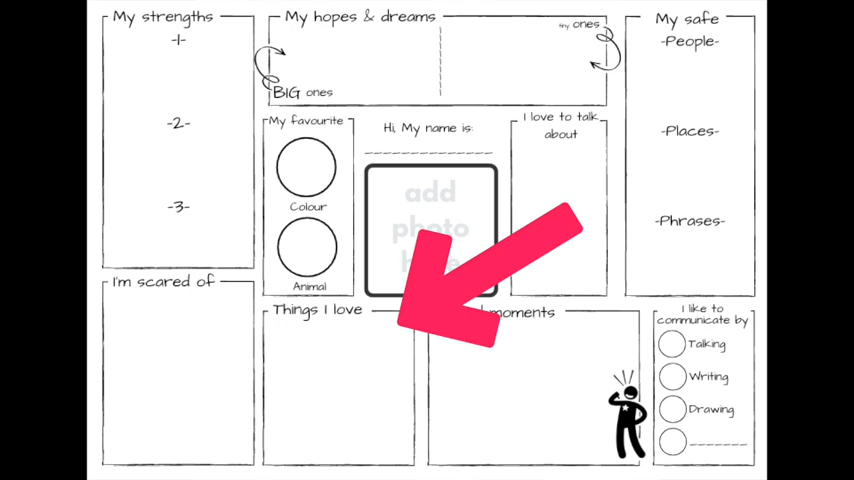 My strengths
-1-
-2-
-3-
My hopes & dreams
tiny ones
BIG ones
My safe
-People-
-Places-
-Phrases-
My favourite
Colour
Animal
Hi, My name is:
add
photo
I love to talk
about
I'm scared of
Things I love
moments
I like to
communicate by
Talking
Writing
Drawing